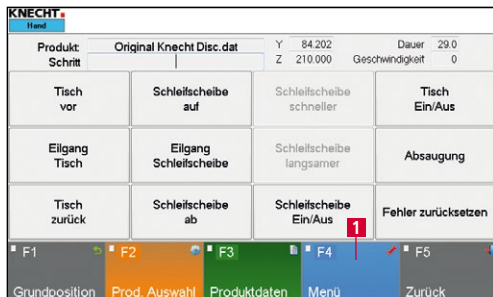 KNECHT
Hand
Produkt: Original Knecht Disc.dat Y 84.202 Dauer 29.0
Schritt Z 210.000 Geschwindigkeit 0
Tisch vor
Schleifscheibe auf
Schleifscheibe schneller
Tisch Ein/Aus
Eilgang Tisch
Eilgang Schleifscheibe
Schleifscheibe langsamer
Absaugung
Tisch zurück
Schleifscheibe ab
Schleifscheibe Ein/Aus
Fehler zurücksetzen
1
F1 F2 F3 F4 F5
Grundposition Prod. Auswahl Produktdaten Menü Zurück